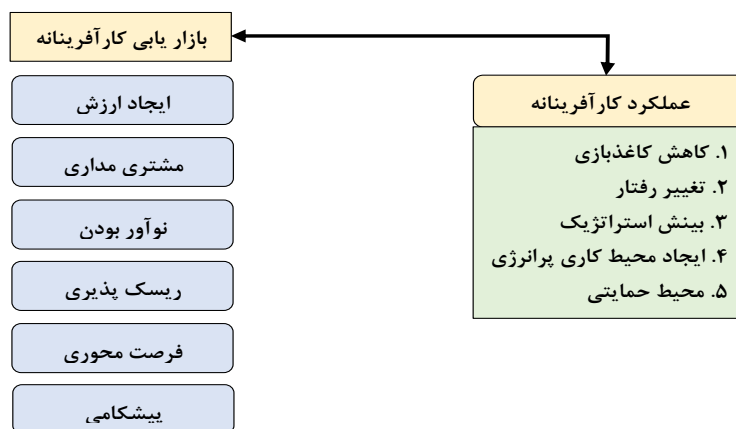 بازار یابی کارآفرینانه
ایجاد ارزش
مشتری مداری
نوآور بودن
ریسک پذیری
فرصت محوری
پیشکامی
عملکرد کارآفرینانه
۱. کاهش کاغذبازی
۲. تغییر رفتار
۳. بینش استراتژیک
۴. ایجاد محیط کاری پرانرژی
۵. محیط حمایتی